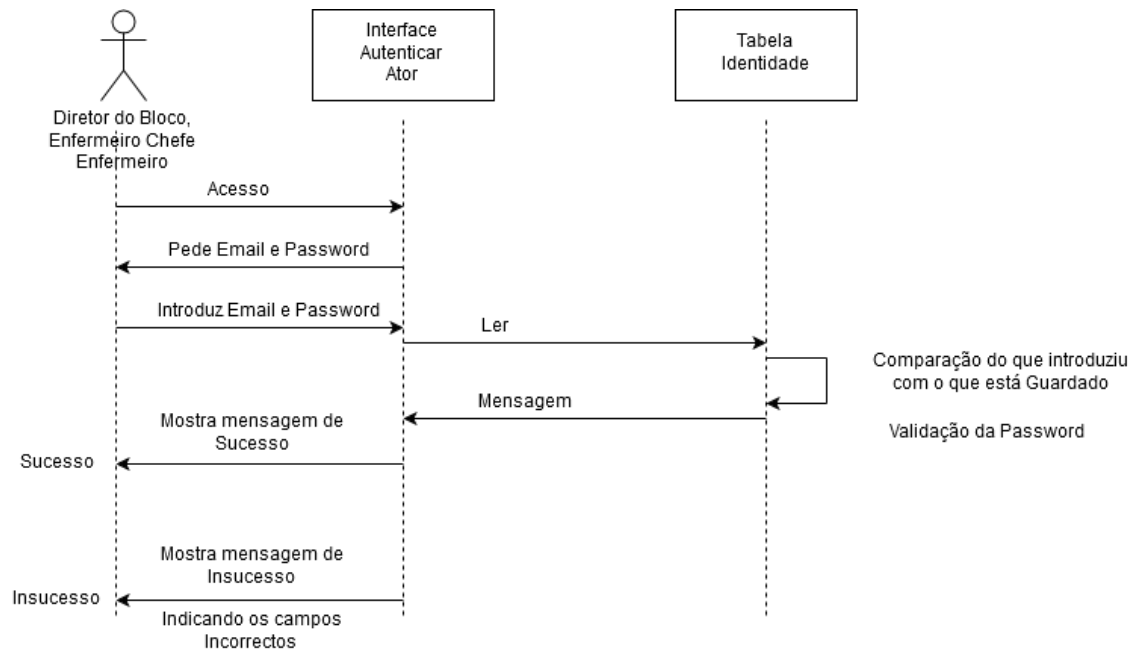 Interface
Autenticar
Ator
Tabela
Identidade
Diretor do Bloco,
Enfermeiro Chefe
Enfermeiro
Acesso
Pede Email e Password
Introduz Email e Password
Ler
Comparação do que introduziu
com o que está Guardado
Validação da Password
Mensagem
Mostra mensagem de
Sucesso
Sucesso
Mostra mensagem de
Insucesso
Insucesso
Indicando os campos
Incorrectos